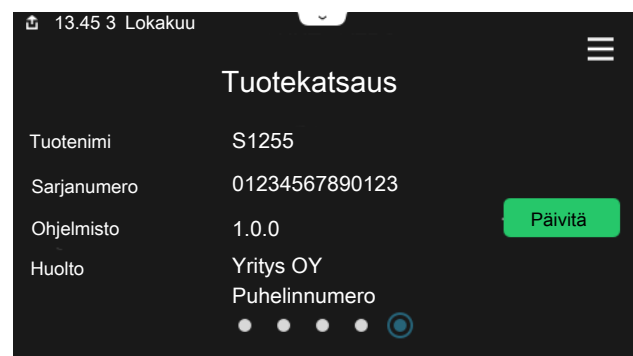 13.45 3 Lokakuu
Tuotekatsaus
Tuotenimi S1255
Sarjanumero 01234567890123
Ohjelmisto 1.0.0 Päivitä
Huolto Yritys OY
Puhelinnumero